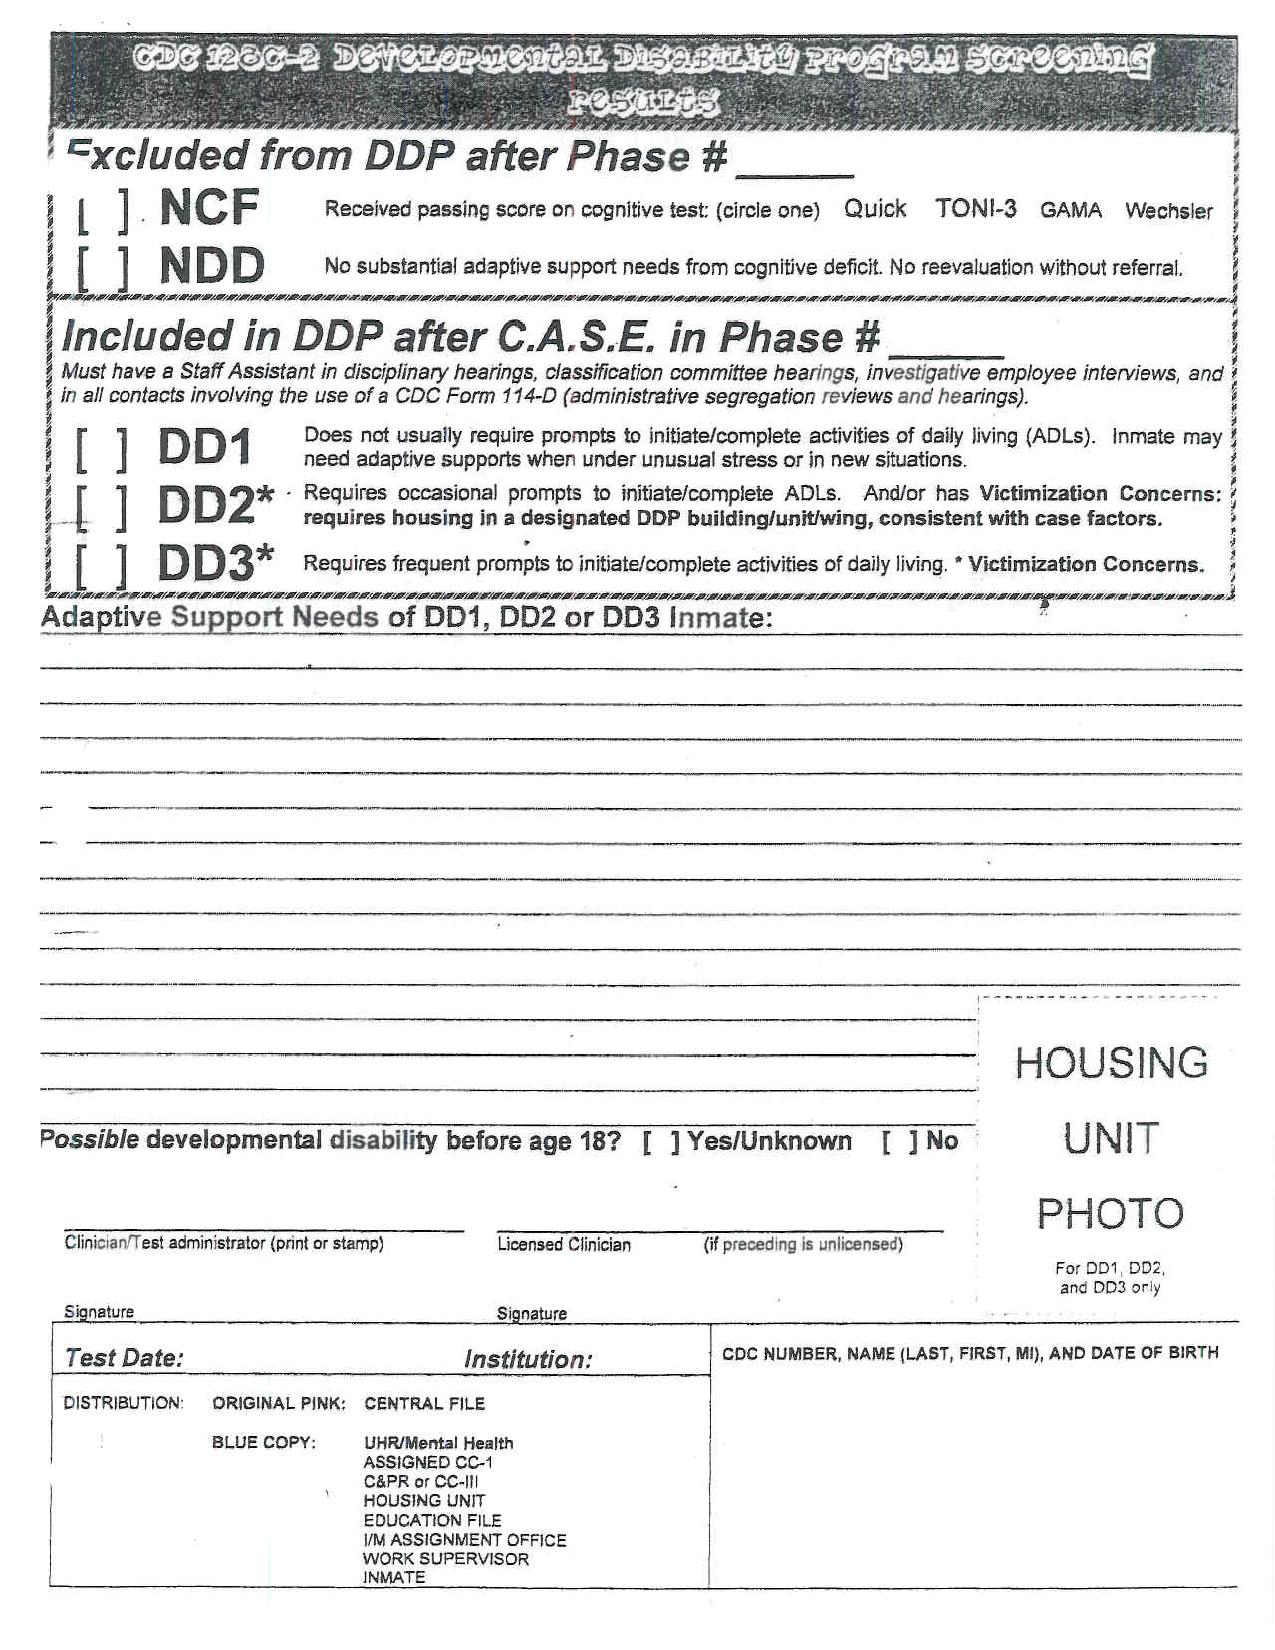 CDC 128C-2 Developmental Disability Program Screening
Results
Excluded from DDP after Phase # ______
[ ] NCF Received passing score on cognitive test: (circle one) Quick TONI-3 GAMA Wechsler
[ ] NDD No substantial adaptive support needs from cognitive deficit. No reevaluation without referral.
Included in DDP after C.A.S.E. in Phase # ______
Must have a Staff Assistant in disciplinary hearings, classification committee hearings, investigative employee interviews, and
in all contacts involving the use of a CDC Form 114-D (administrative segregation reviews and hearings).
[ ] DD1 Does not usually require prompts to initiate/complete activities of daily living (ADLs). Inmate may
need adaptive supports when under unusual stress or in new situations.
[ ] DD2* Requires occasional prompts to initiate/complete ADLs. And/or has Victimization Concerns:
requires housing in a designated DDP building/unit/wing, consistent with case factors.
[ ] DD3* Requires frequent prompts to initiate/complete activities of daily living. * Victimization Concerns.
Adaptive Support Needs of DD1, DD2 or DD3 Inmate:
HOUSING
UNIT
PHOTO
For DD1, DD2,
and DD3 only
Possible developmental disability before age 18? [ ] Yes/Unknown [ ] No
Clinician/Test administrator (print or stamp) Licensed Clinician (if preceding is unlicensed)
Signature Signature
Test Date: Institution:
CDC NUMBER, NAME (LAST, FIRST, MI), AND DATE OF BIRTH
DISTRIBUTION: ORIGINAL PINK: CENTRAL FILE
BLUE COPY: UHR/Mental Health
ASSIGNED CC-1
C&PR or CC-III
HOUSING UNIT
EDUCATION FILE
I/M ASSIGNMENT OFFICE
WORK SUPERVISOR
INMATE